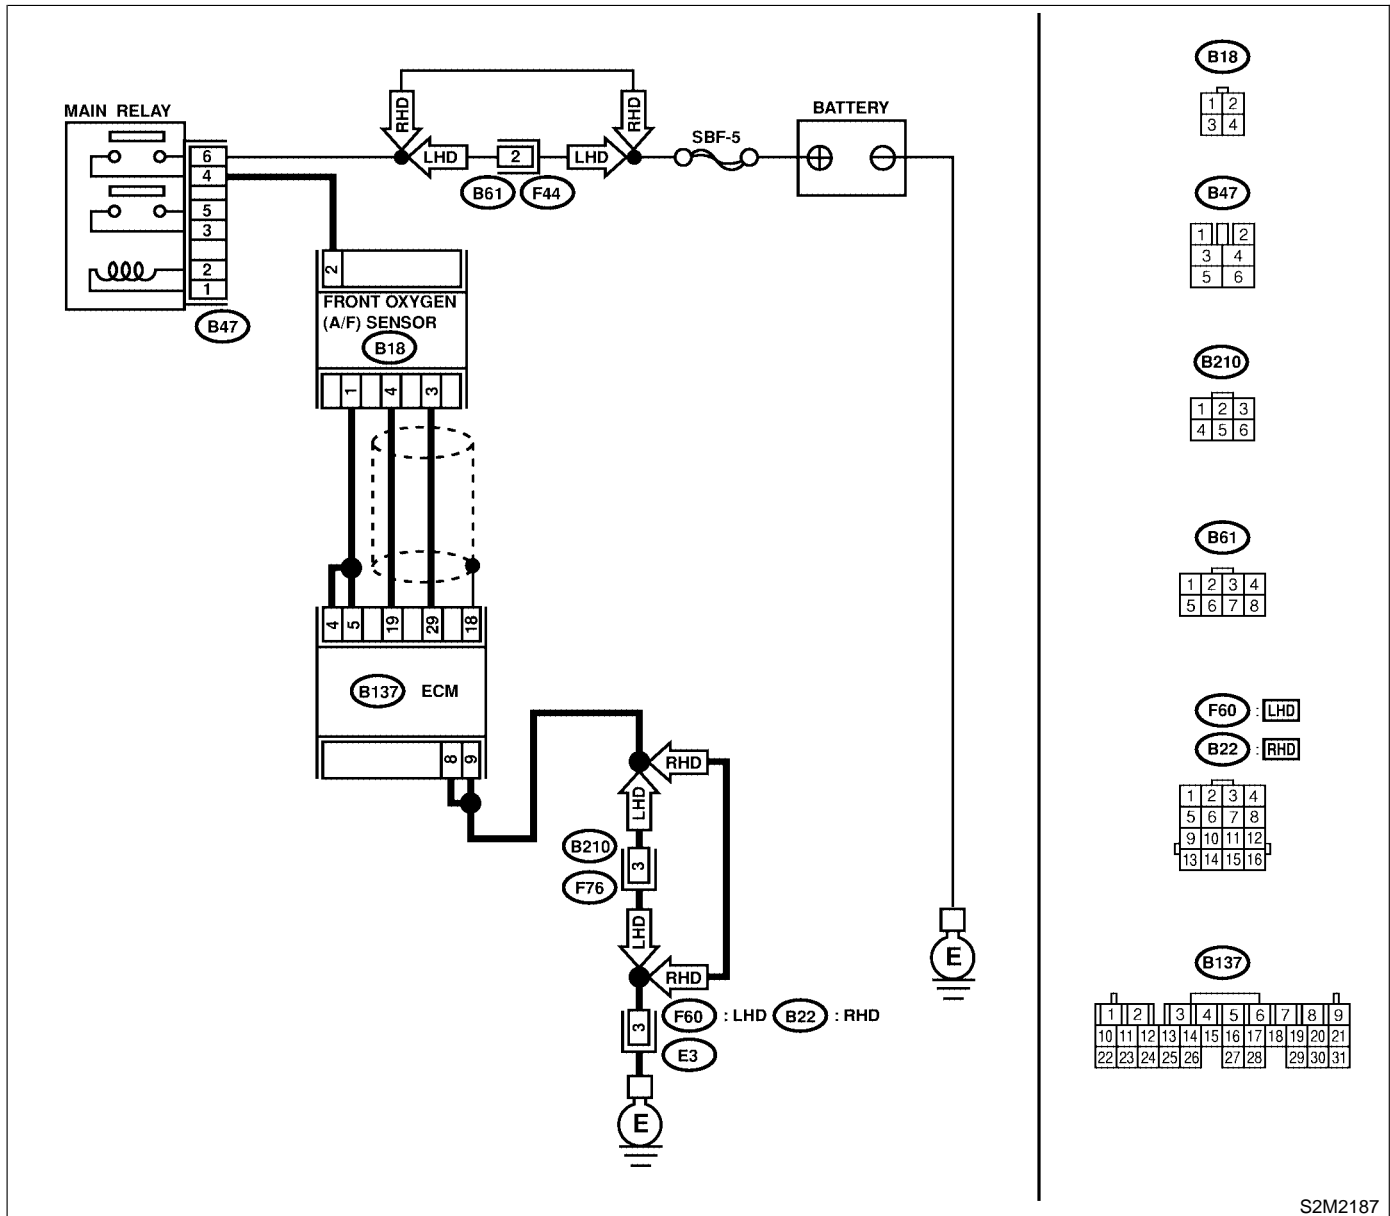 MAIN RELAY
6
4
5
3
2
1
B47
RHD
RHD
LHD
2
LHD
B61
F44
SBF-5
BATTERY
2
FRONT OXYGEN
(A/F) SENSOR
B18
1
4
3
4
5
19
29
18
B137
ECM
8
9
RHD
LHD
B210
3
F76
LHD
RHD
F60 : LHD B22 : RHD
3
E3
E
E
B18
1 2
3 4
B47
1 2
3 4
5 6
B210
1 2 3
4 5 6
B61
1 2 3 4
5 6 7 8
F60 : LHD
B22 : RHD
1 2 3 4
5 6 7 8
9 10 11 12
13 14 15 16
B137
1 2 3 4 5 6 7 8 9
10 11 12 13 14 15 16 17 18 19 20 21
22 23 24 25 26 27 28 29 30 31
S2M2187